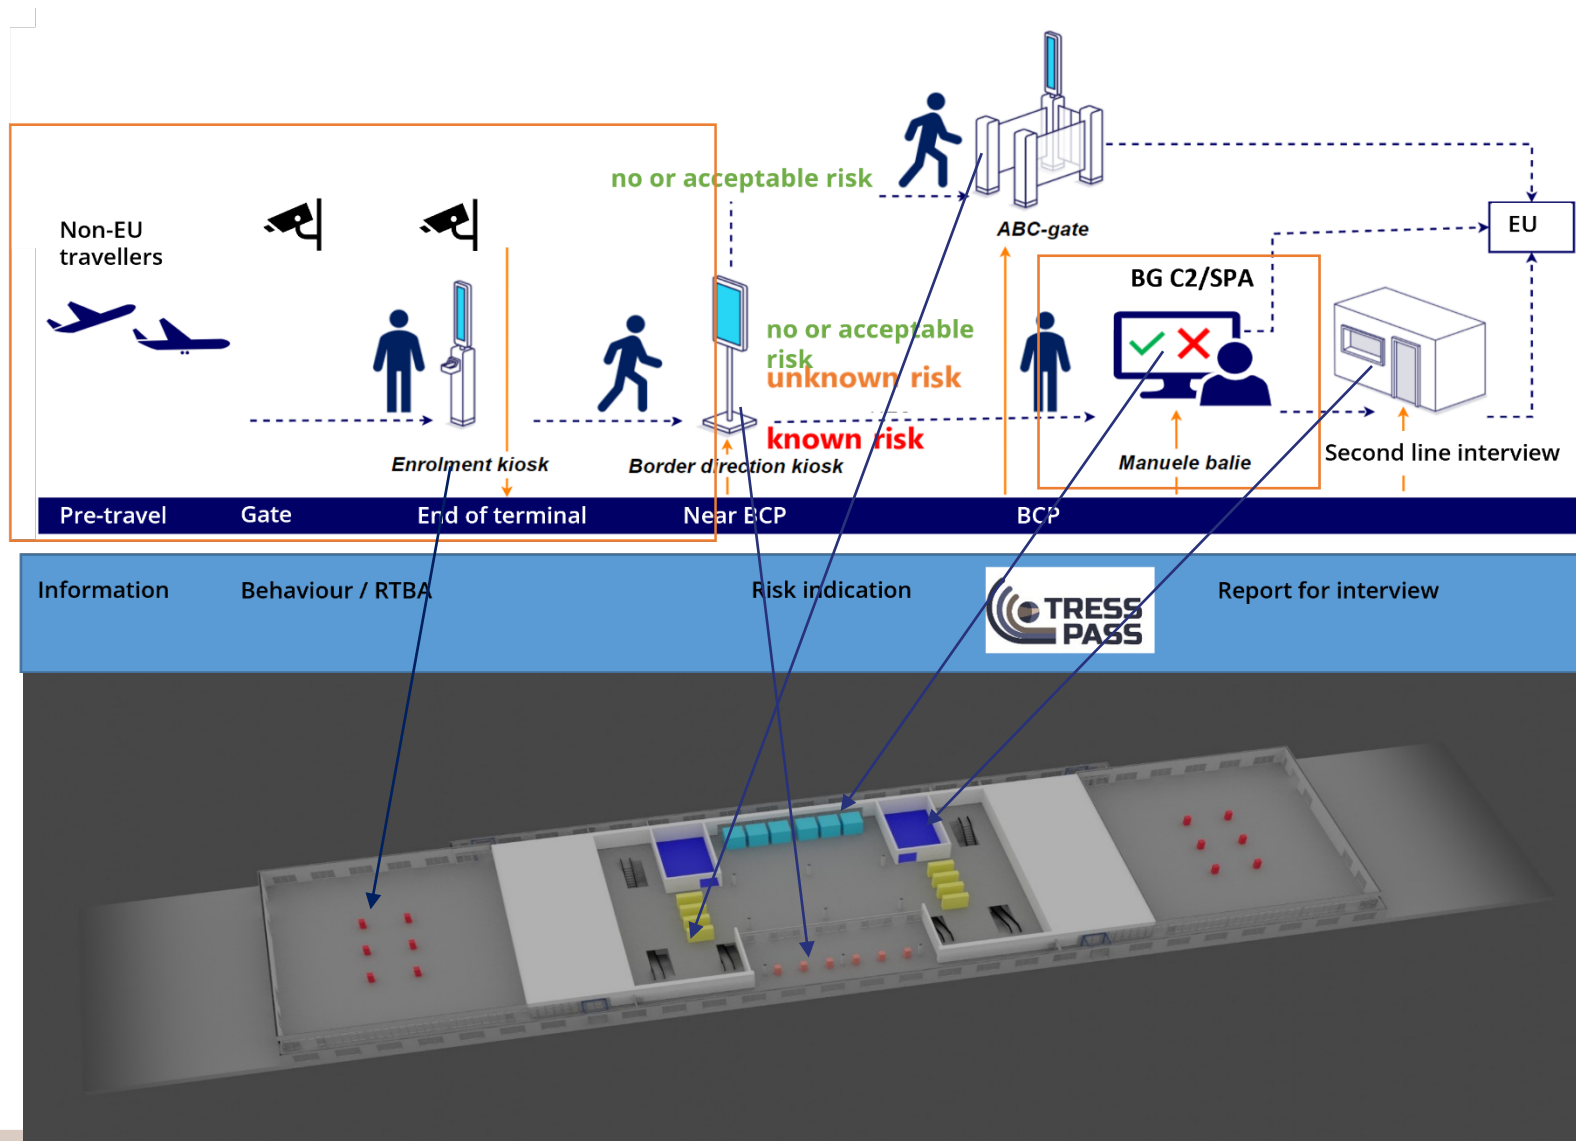 no or acceptable risk
Non-EU
travellers
ABC-gate
EU
BG C2/SPA
no or acceptable
risk
unknown risk
known risk
Enrolment kiosk
Border direction kiosk
Manuele balie
Second line interview
Pre-travel
Gate
End of terminal
Near BCP
BCP
Information
Behaviour / RTBA
Risk indication
TRESS
PASS
Report for interview